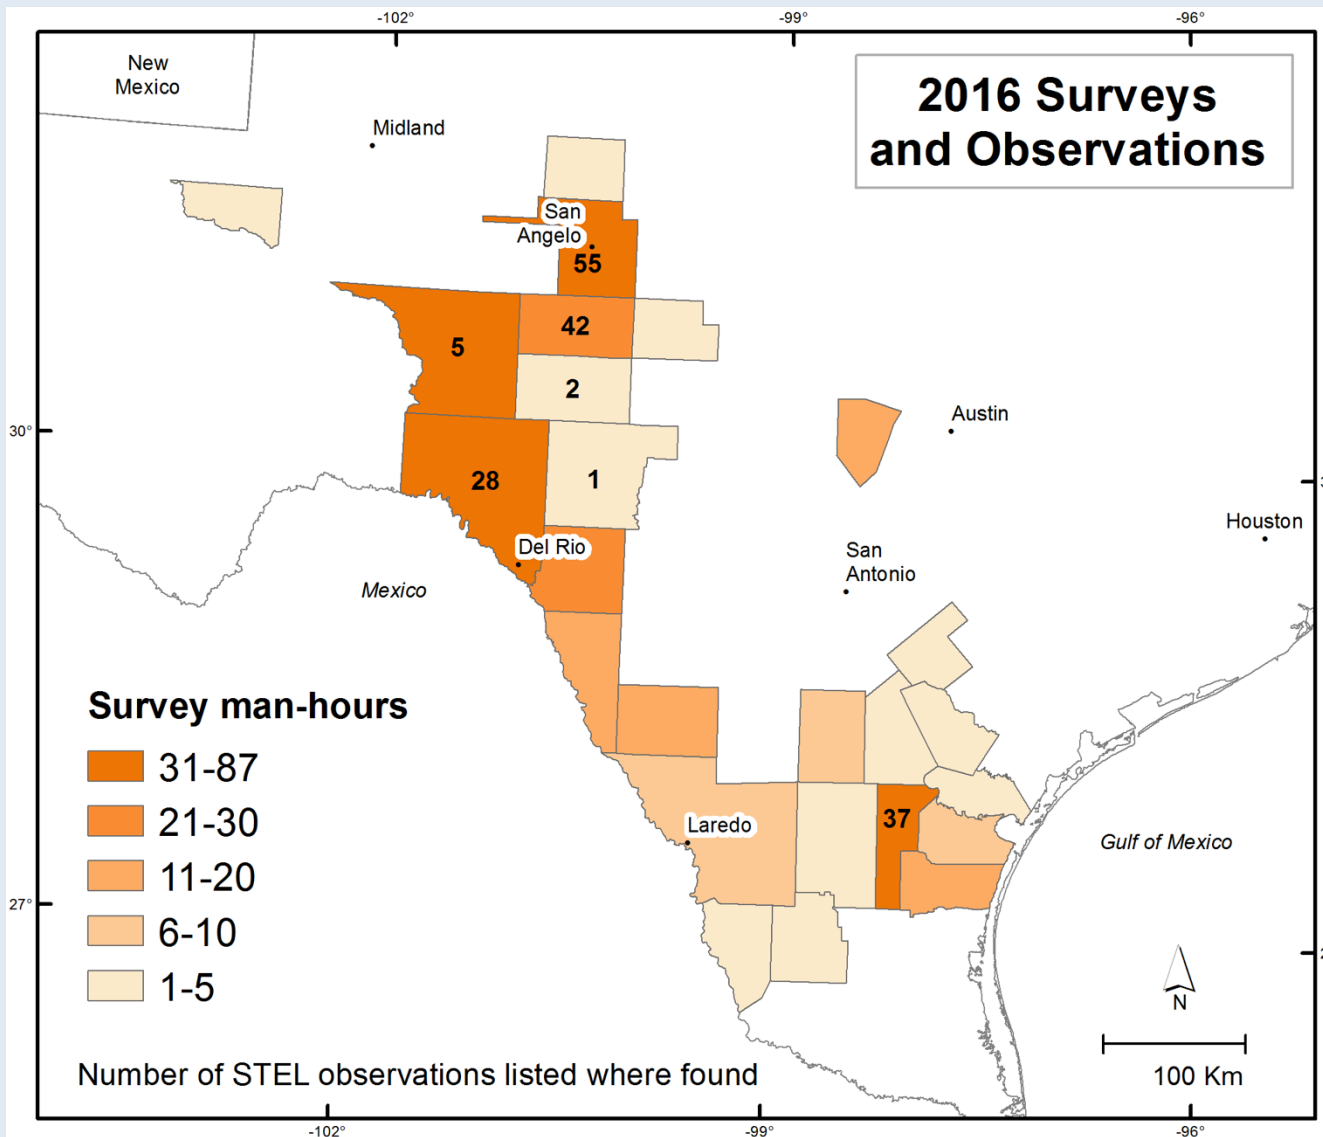 -102°
-99°
-96°
New
Mexico
2016 Surveys
and Observations
Midland
San
Angelo
55
5
42
2
30°
Austin
28
1
3
Houston
Del Rio
San
Antonio
Mexico
Survey man-hours
31-87
21-30
11-20
6-10
1-5
37
Laredo
Gulf of Mexico
27°
2
N
100 Km
Number of STEL observations listed where found
-102°
-99°
-96°